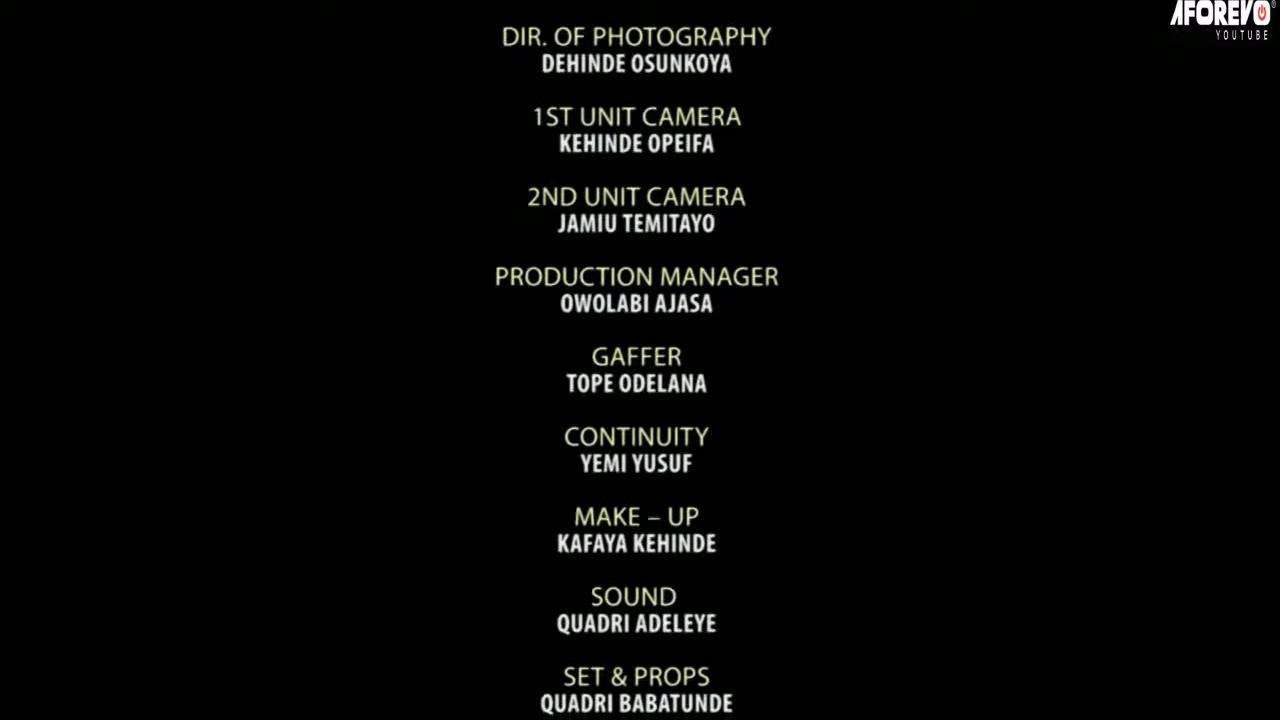 AFOREVO
YOUTUBE
DIR. OF PHOTOGRAPHY
DEHINDE OSUNKOYA
1ST UNIT CAMERA
KEHINDE OPEIFA
2ND UNIT CAMERA
JAMIU TEMITAYO
PRODUCTION MANAGER
OWOLABI AJASA
GAFFER
TOPE ODELANA
CONTINUITY
YEMI YUSUF
MAKE – UP
KAFAYA KEHINDE
SOUND
QUADRI ADELEYE
SET & PROPS
QUADRI BABATUNDE